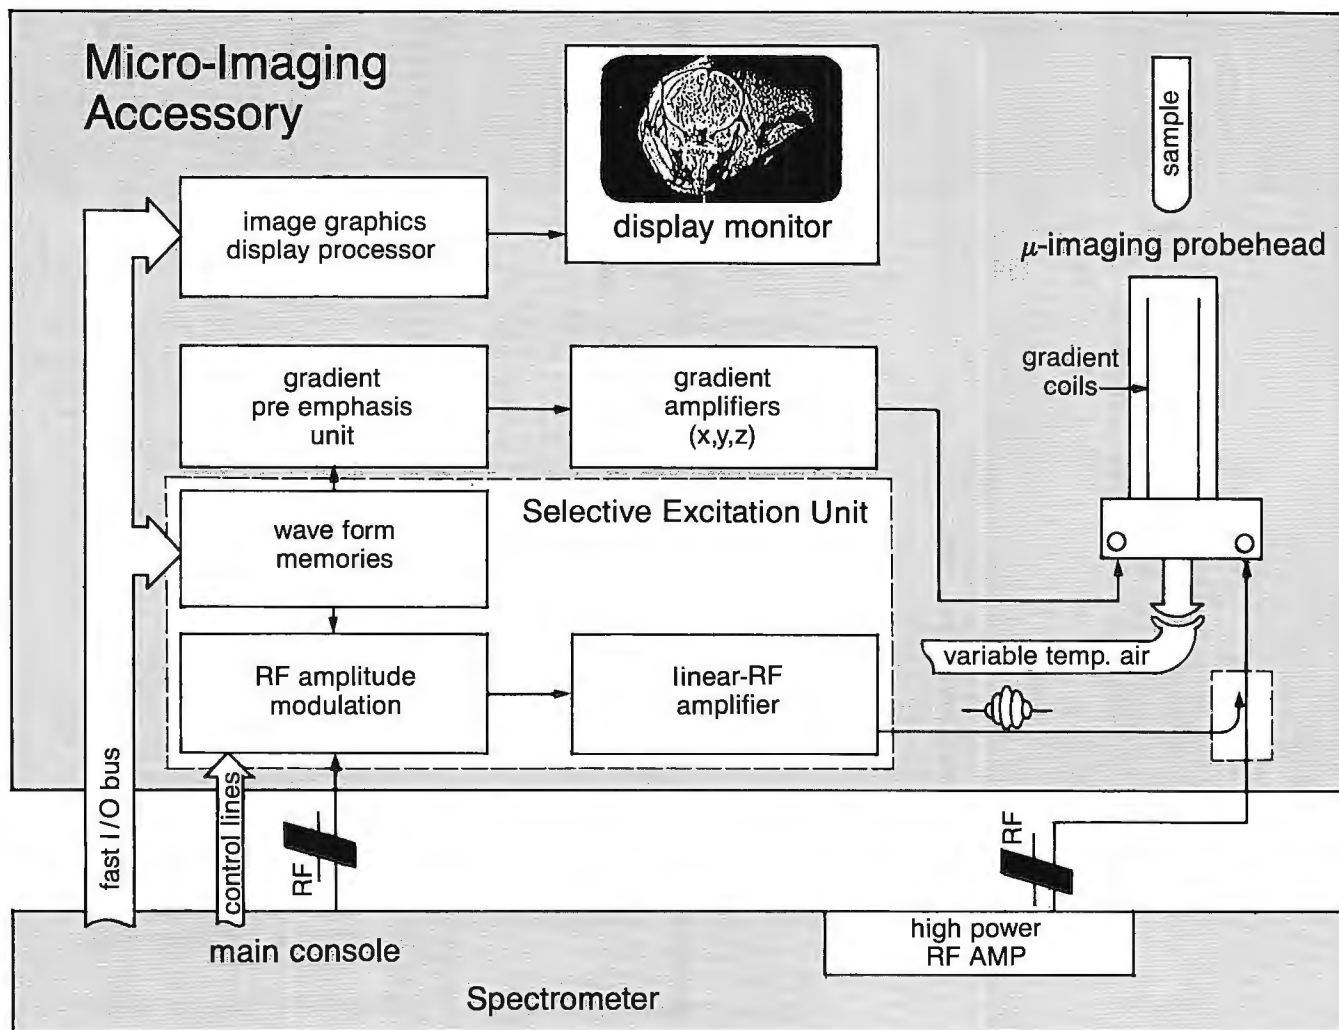 Micro-Imaging
Accessory
display monitor
sample
image graphics
display processor
μ-imaging probehead
gradient
coils
gradient
pre emphasis
unit
gradient
amplifiers
(x,y,z)
Selective Excitation Unit
wave form
memories
RF amplitude
modulation
linear-RF
amplifier
variable temp. air
fast I/O bus
control lines
RF
RF
main console
high power
RF AMP
Spectrometer